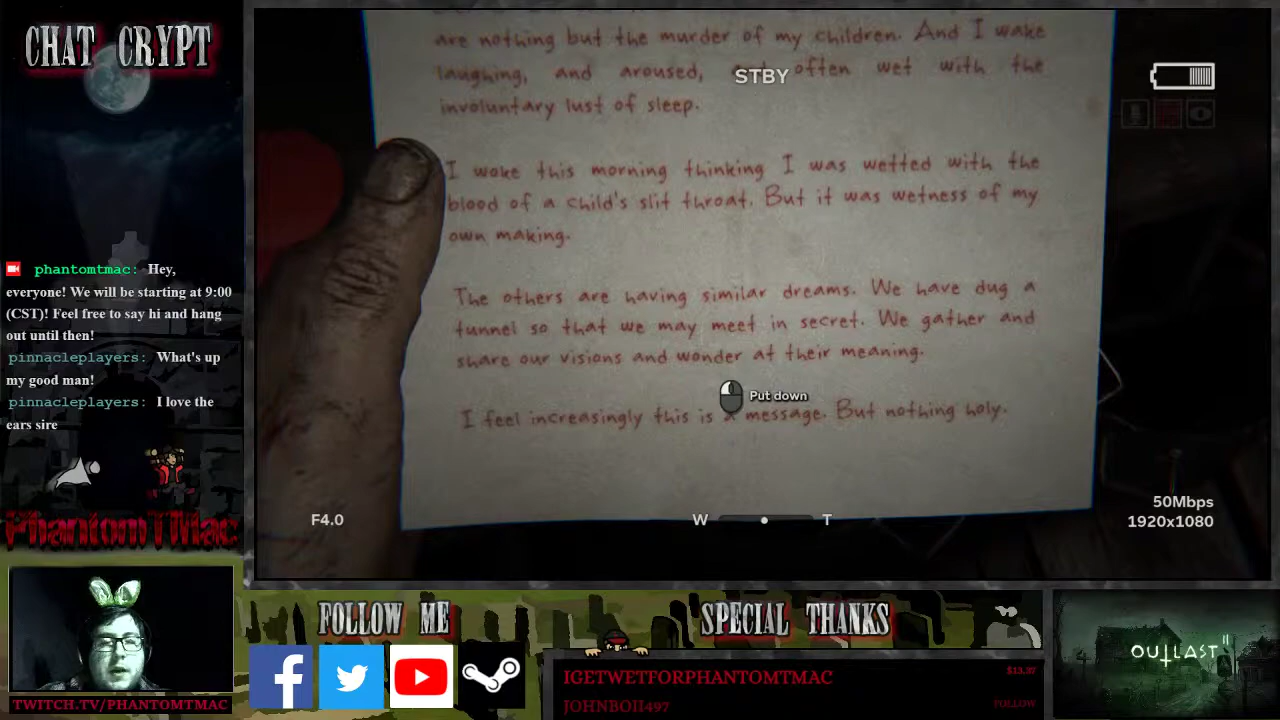 CHAT CRYPT
phantomtmac: Hey,
everyone! We will be starting at 9:00
(CST)! Feel free to say hi and hang
out until then!
pinnacleplayers: What's up
my good man!
pinnacleplayers: I love the
ears sire
PhantomTMac
TWITCH.TV/PHANTOMTMAC
are nothing but the murder of my children. And I wake
laughing, and aroused, often wet with the
involuntary lust of sleep.
I woke this morning thinking I was wetted with the
blood of a child's slit throat. But it was wetness of my
own making.
The others are having similar dreams. We have dug a
tunnel so that we may meet in secret. We gather and
share our visions and wonder at their meaning.
I feel increasingly this is a message. But nothing holy.
STBY
Put down
F4.0
W T
50Mbps
1920x1080
FOLLOW ME
SPECIAL THANKS
IGETWETFORPHANTOMTMAC
$13.37
JOHNBOII497
FOLLOW
OUTLAST II